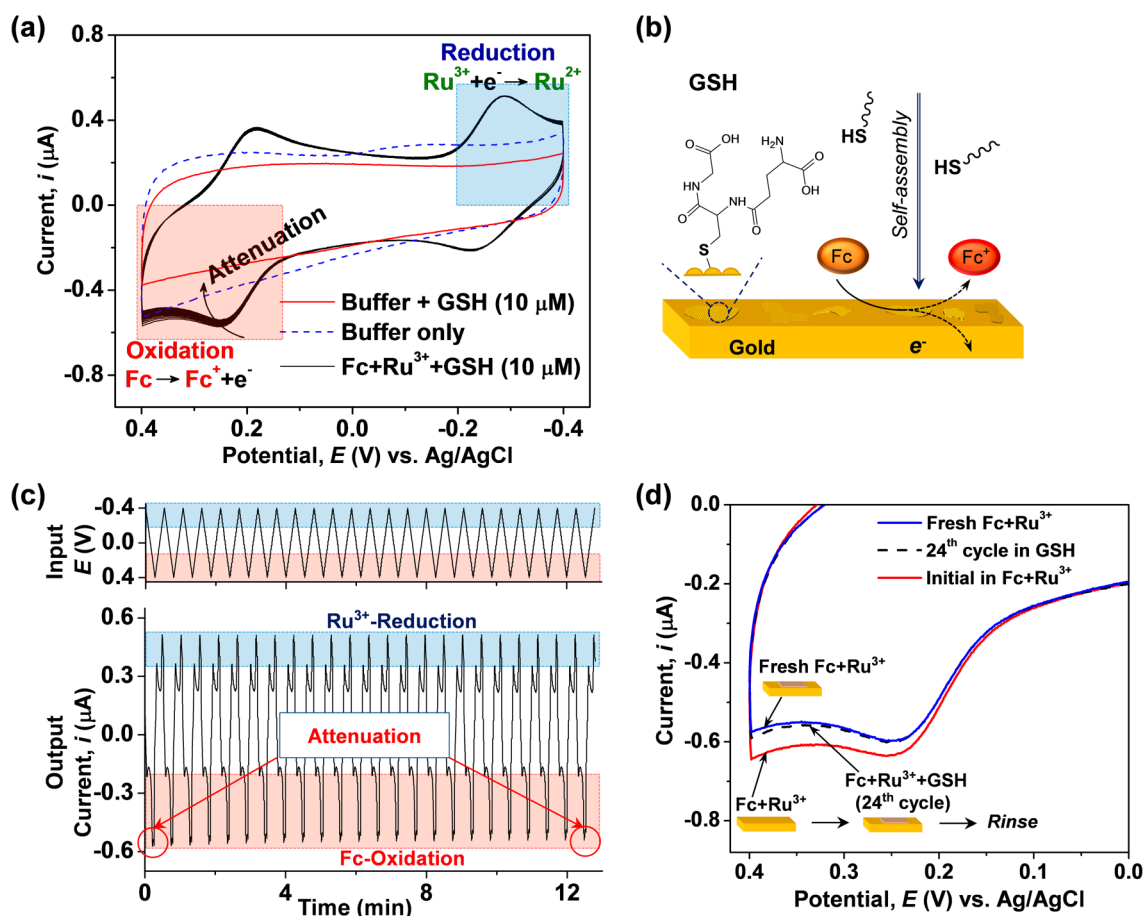 (a)
0.8
0.4
0.0
-0.4
-0.8
Current, i (μA)
Reduction
Ru³⁺+e⁻ → Ru²⁺
Attenuation
Buffer + GSH (10 μM)
Buffer only
Fc+Ru³⁺+GSH (10 μM)
Oxidation
Fc → Fc⁺+e⁻
0.4 0.2 0.0 -0.2 -0.4
Potential, E (V) vs. Ag/AgCl
(b)
GSH
HS
HS
Self-assembly
O
OH
NH
O
S
NH
O
NH₂
O
OH
Fc
Fc⁺
Gold
e⁻
(c)
-0.4
0.0
0.4
Input
E (V)
0.6
0.3
0.0
-0.3
-0.6
Output
Current, i (μA)
Ru³⁺-Reduction
Attenuation
Fc-Oxidation
0 4 8 12
Time (min)
(d)
0.0
-0.2
-0.4
-0.6
-0.8
Current, i (μA)
Fresh Fc+Ru³⁺
24th cycle in GSH
Initial in Fc+Ru³⁺
Fresh Fc+Ru³⁺
Fc+Ru³⁺
Fc+Ru³⁺+GSH
(24th cycle)
Rinse
0.4 0.3 0.2 0.1 0.0
Potential, E (V) vs. Ag/AgCl